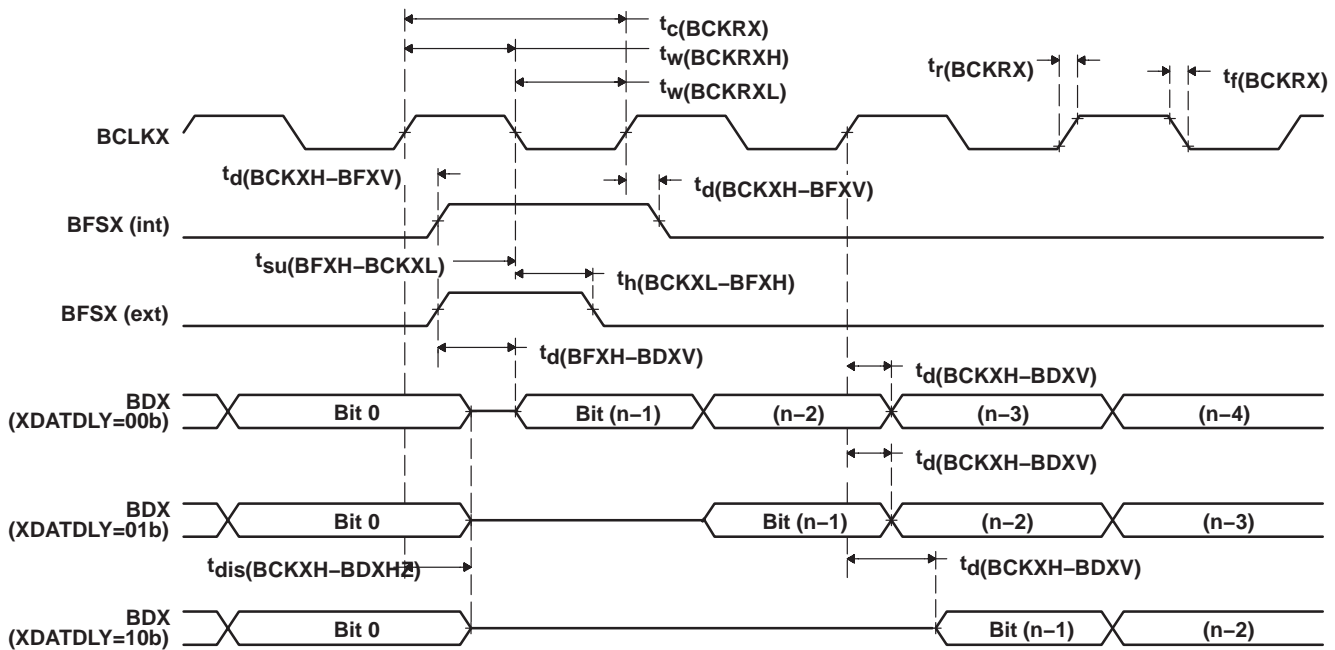 tc(BCKRX)
tw(BCKRXH)
tr(BCKRX)
tf(BCKRX)
tw(BCKRXL)
BCLKX
td(BCKXH–BFXV)
td(BCKXH–BFXV)
BFSX (int)
tsu(BFXH–BCKXL)
th(BCKXL–BFXH)
BFSX (ext)
td(BFXH–BDXV)
td(BCKXH–BDXV)
BDX
(XDATDLY=00b)
Bit 0
Bit (n–1)
(n–2)
(n–3)
(n–4)
td(BCKXH–BDXV)
BDX
(XDATDLY=01b)
Bit 0
Bit (n–1)
(n–2)
(n–3)
tdis(BCKXH–BDXHZ)
td(BCKXH–BDXV)
BDX
(XDATDLY=10b)
Bit 0
Bit (n–1)
(n–2)